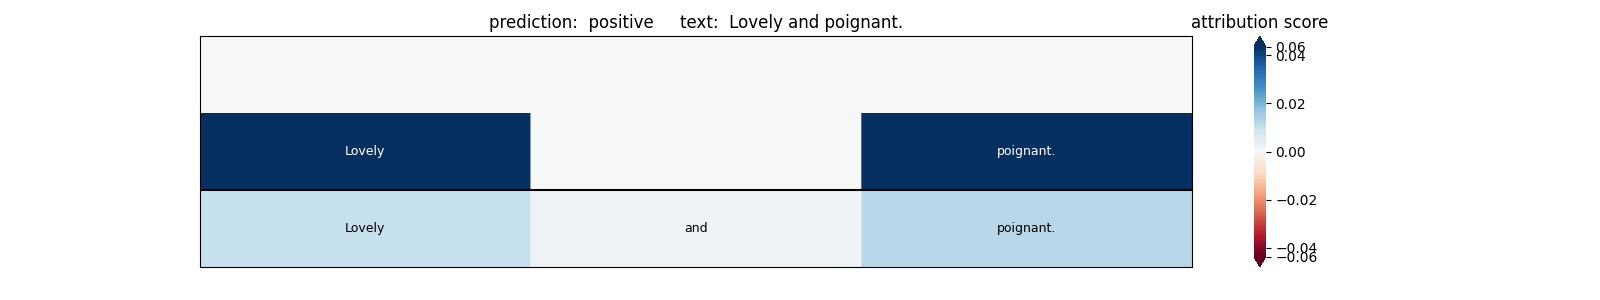 prediction:  positive     text:  Lovely and poignant.
attribution score
Lovely poignant.
Lovely and poignant.
0.06
0.04
0.02
0.00
−0.02
−0.04
−0.06